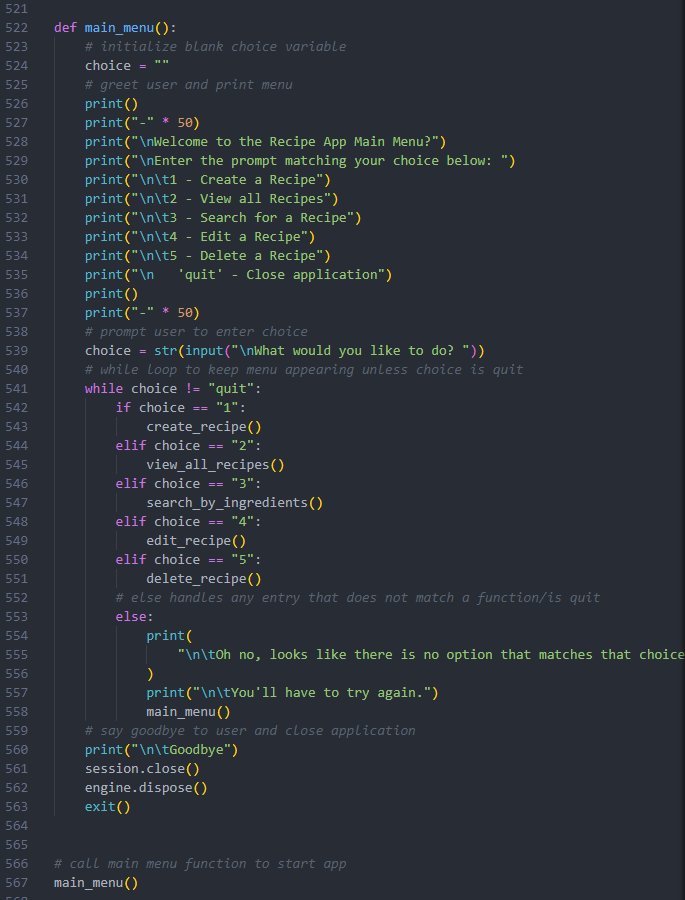 521
522 def main_menu():
523     # initialize blank choice variable
524     choice = ""
525     # greet user and print menu
526     print()
527     print("-" * 50)
528     print("\nWelcome to the Recipe App Main Menu?")
529     print("\nEnter the prompt matching your choice below: ")
530     print("\n\t1 - Create a Recipe")
531     print("\n\t2 - View all Recipes")
532     print("\n\t3 - Search for a Recipe")
533     print("\n\t4 - Edit a Recipe")
534     print("\n\t5 - Delete a Recipe")
535     print("\n   'quit' - Close application")
536     print()
537     print("-" * 50)
538     # prompt user to enter choice
539     choice = str(input("\nWhat would you like to do? "))
540     # while loop to keep menu appearing unless choice is quit
541     while choice != "quit":
542         if choice == "1":
543             create_recipe()
544         elif choice == "2":
545             view_all_recipes()
546         elif choice == "3":
547             search_by_ingredients()
548         elif choice == "4":
549             edit_recipe()
550         elif choice == "5":
551             delete_recipe()
552         # else handles any entry that does not match a function/is quit
553         else:
554             print(
555                 "\n\tOh no, looks like there is no option that matches that choice
556             )
557             print("\n\tYou'll have to try again.")
558             main_menu()
559     # say goodbye to user and close application
560     print("\n\tGoodbye")
561     session.close()
562     engine.dispose()
563     exit()
564
565
566 # call main menu function to start app
567 main_menu()